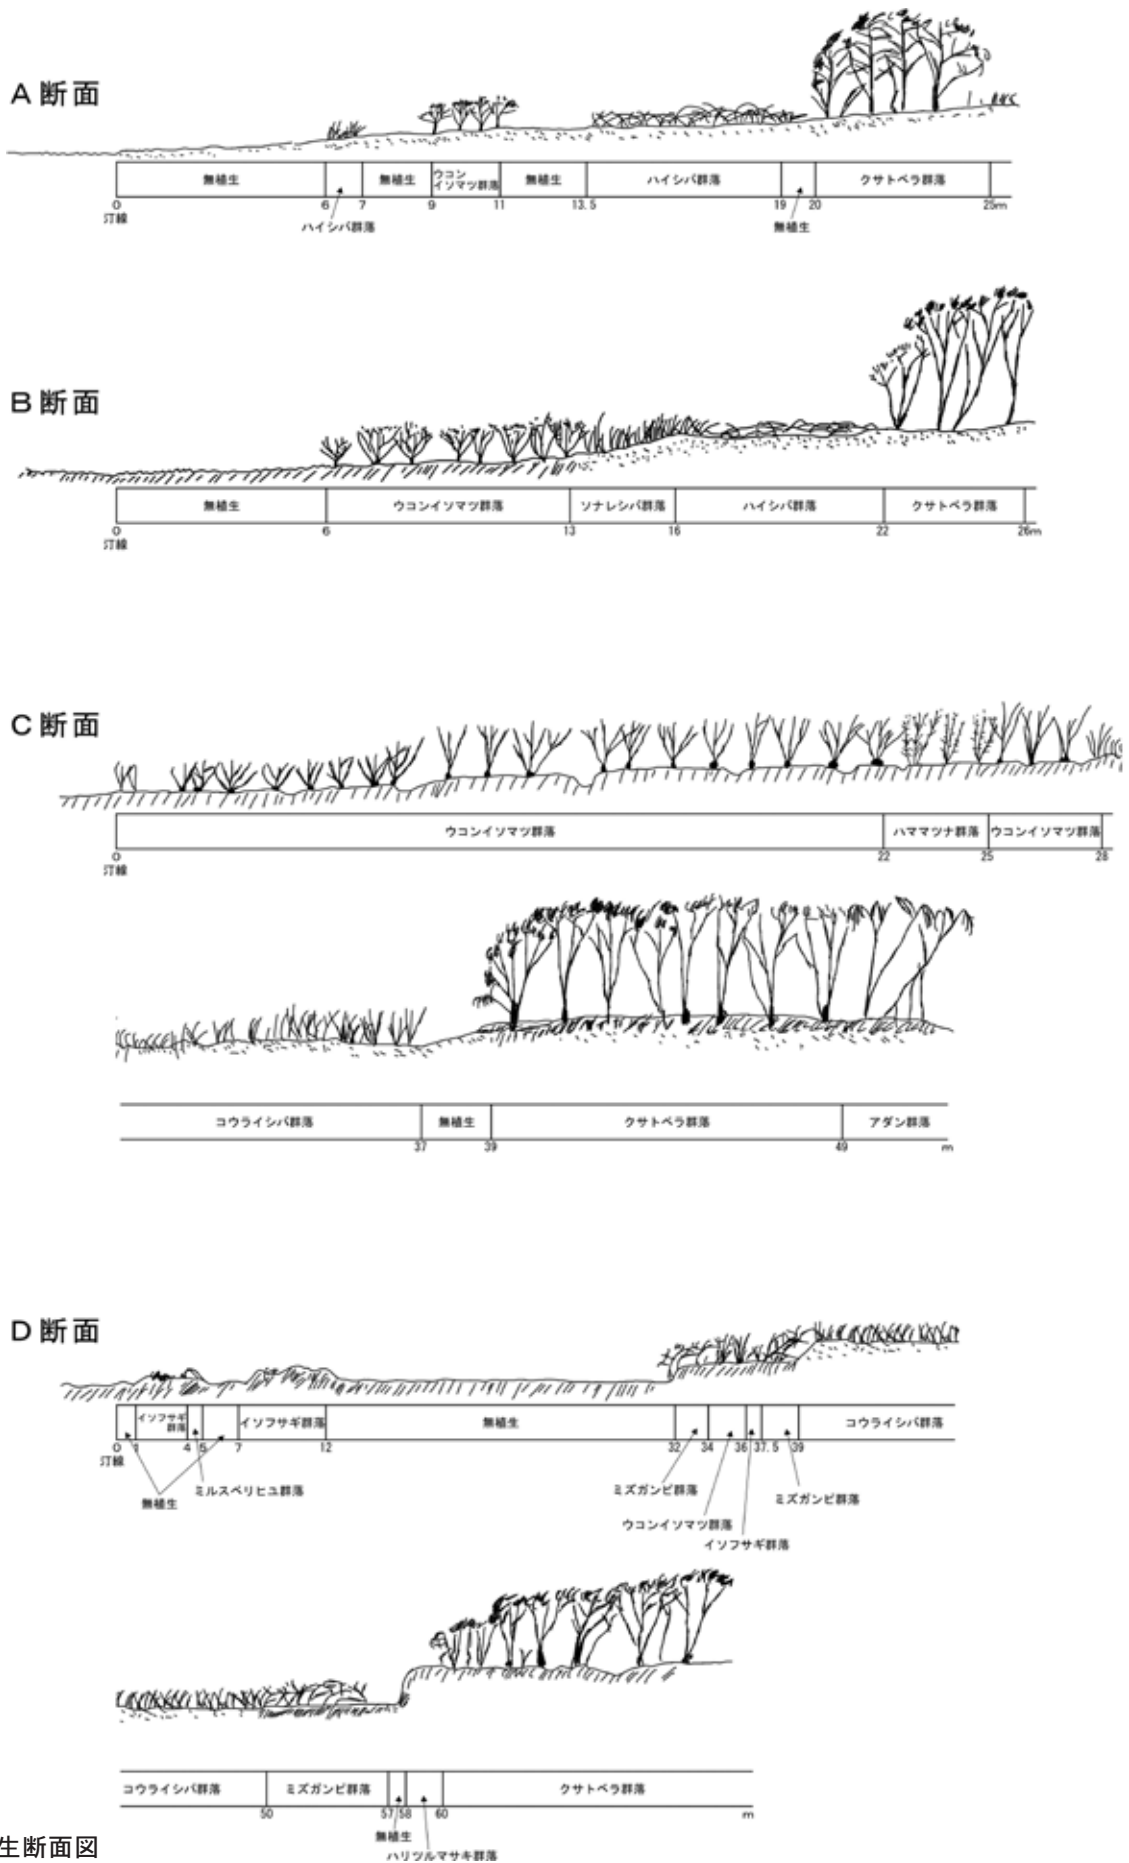 A断面
無植生
ウコン
イソマツ群落
無植生
ハイシバ群落
クサトベラ群落
無植生
0
6
7
9
11
13.5
19
20
25m
汀線
ハイシバ群落
無植生
B断面
無植生
ウコンイソマツ群落
ソナレシバ群落
ハイシバ群落
クサトベラ群落
0
6
13
16
22
26m
汀線
C断面
ウコンイソマツ群落
ハママツナ群落
ウコンイソマツ群落
0
22
25
28
汀線
コウライシバ群落
無植生
クサトベラ群落
アダン群落
37
39
49
m
D断面
イソフサギ
群落
イソフサギ群落
無植生
コウライシバ群落
0
1
4
5
7
12
32
34
36
37.5
39
汀線
無植生
ミルスベリヒユ群落
ミズガンピ群落
ウコンイソマツ群落
イソフサギ群落
ミズガンピ群落
コウライシバ群落
ミズガンピ群落
クサトベラ群落
50
57
58
60
m
無植生
ハリツルマサキ群落
生断面図